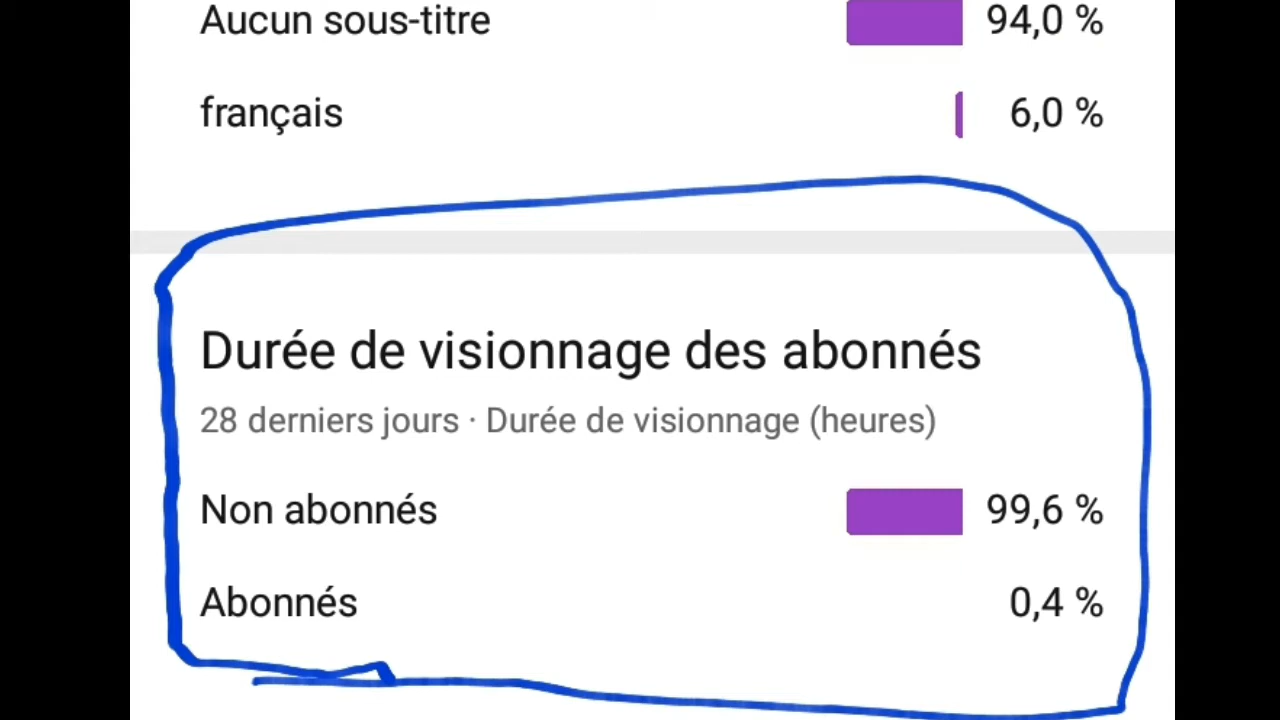 Aucun sous-titre 94,0 %
français 6,0 %
Durée de visionnage des abonnés
28 derniers jours · Durée de visionnage (heures)
Non abonnés 99,6 %
Abonnés 0,4 %